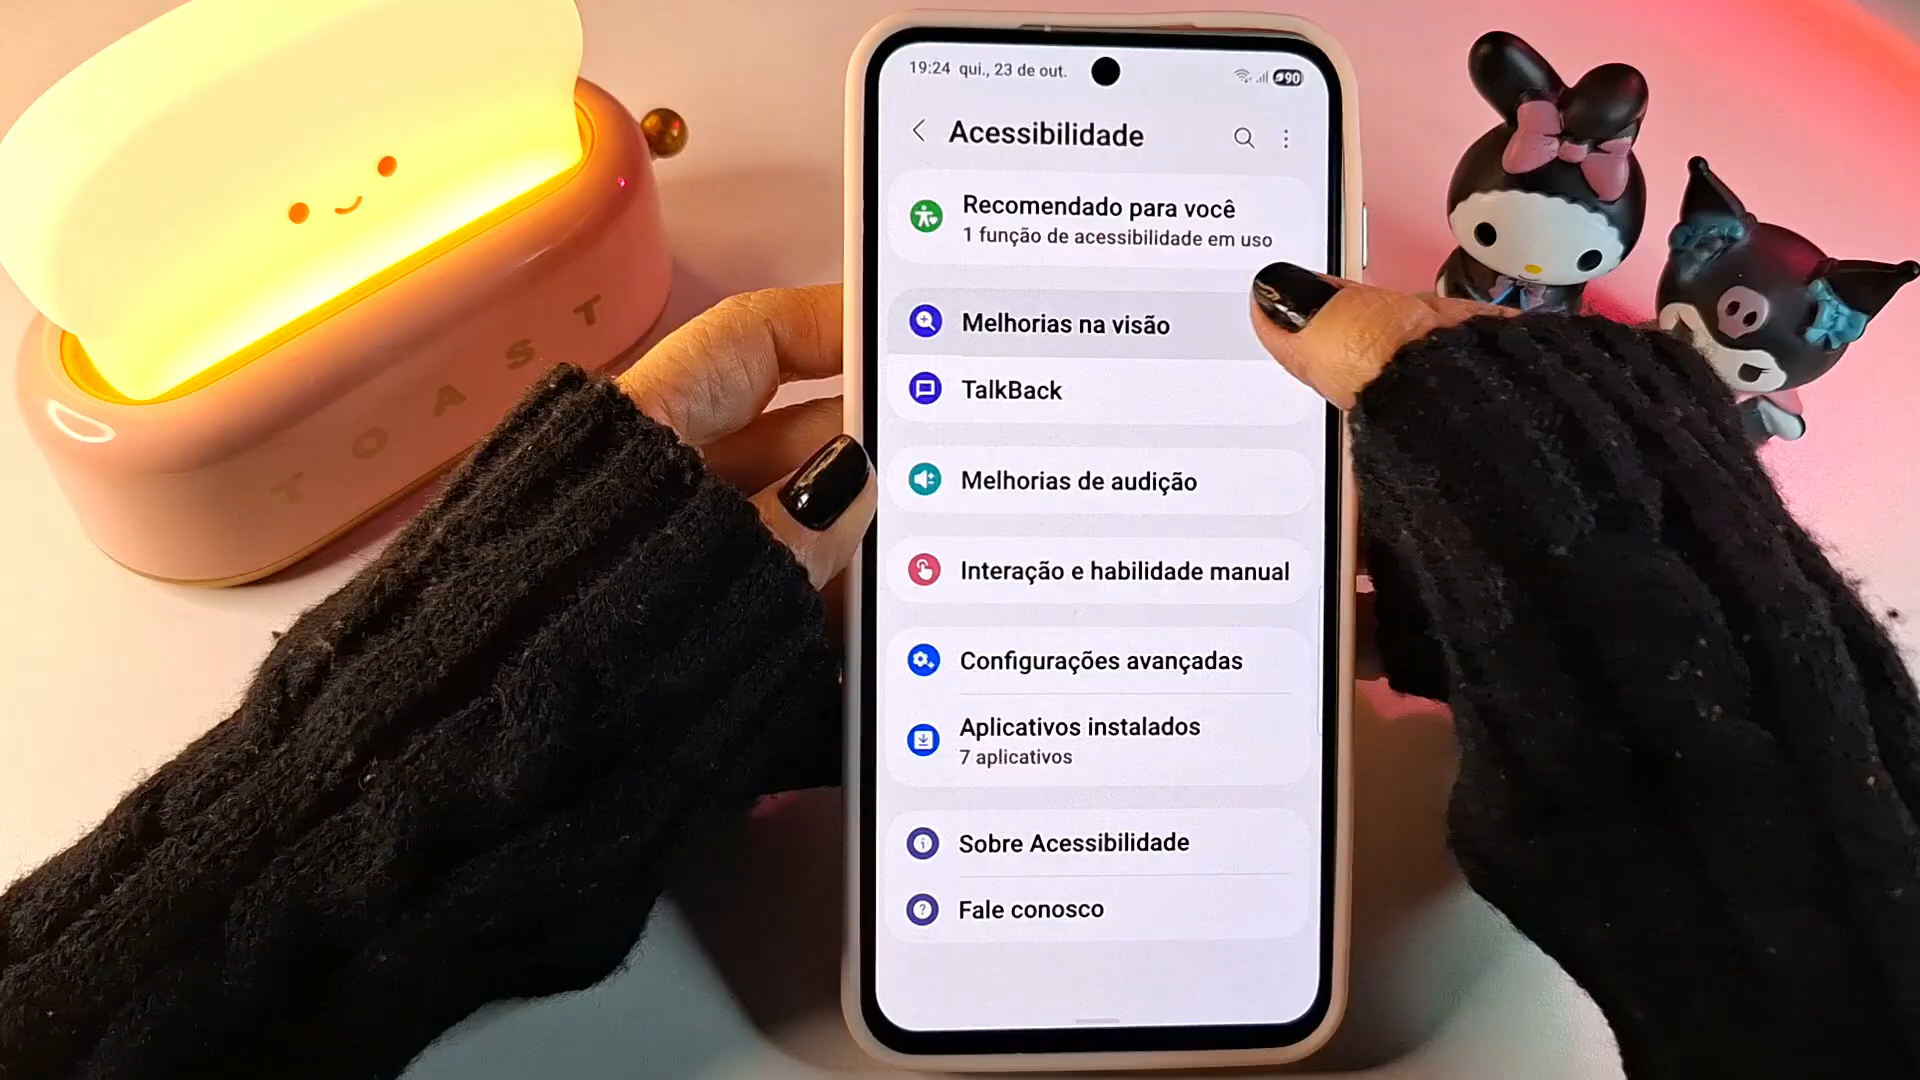 TOAST
19:24 qui., 23 de out.
90
Acessibilidade
Recomendado para você
1 função de acessibilidade em uso
Melhorias na visão
TalkBack
Melhorias de audição
Interação e habilidade manual
Configurações avançadas
Aplicativos instalados
7 aplicativos
Sobre Acessibilidade
Fale conosco